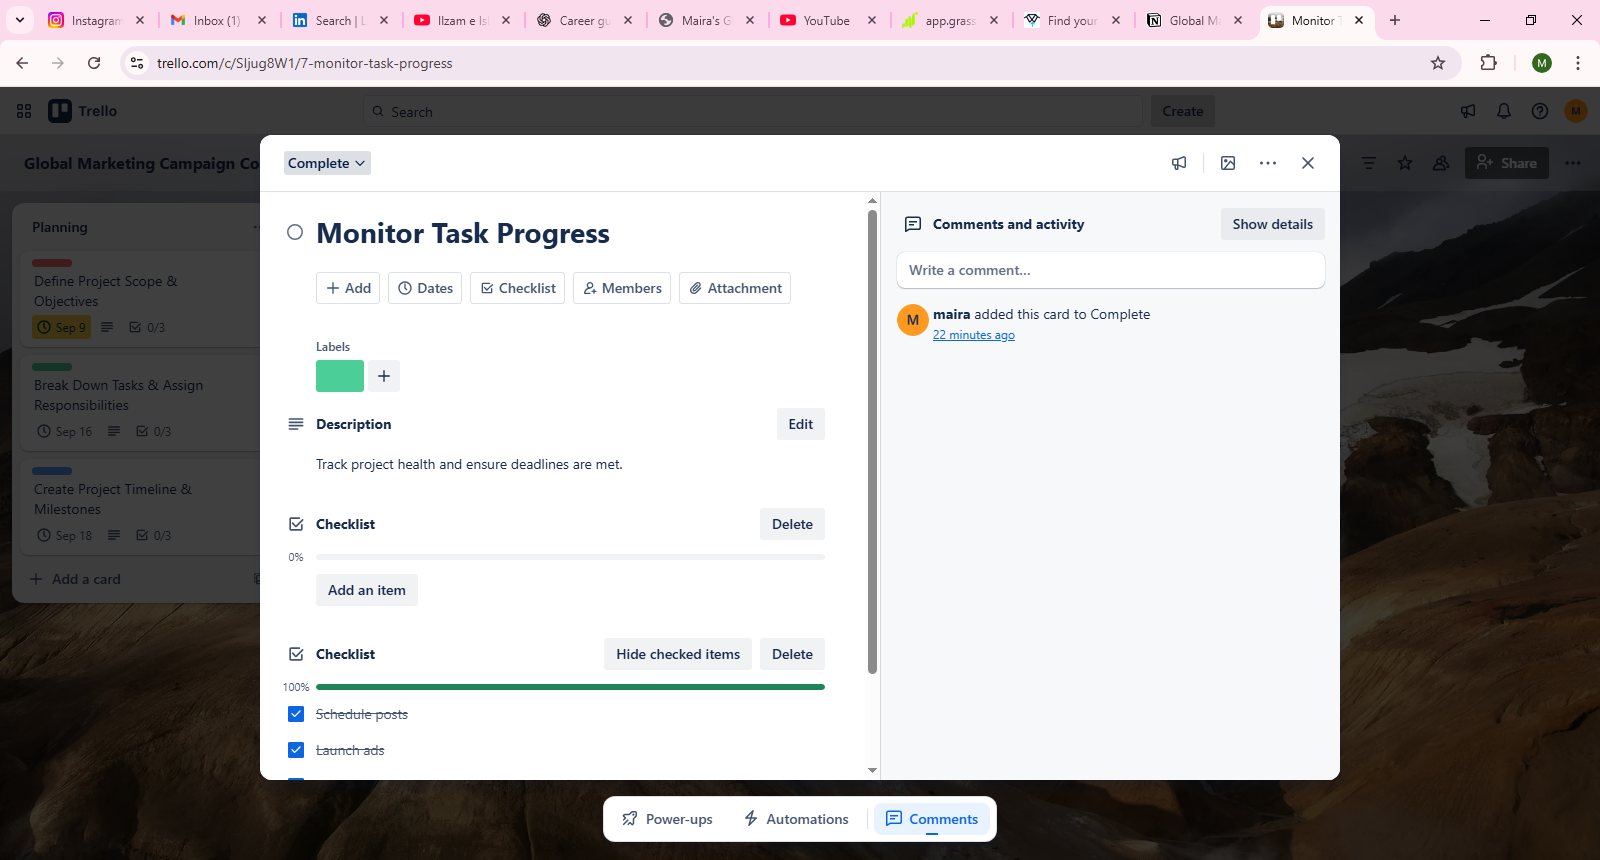 Instagram
Inbox (1)
Search | L
Ilzam e Isl
Career gu
Maira's G
YouTube
app.grass
Find your
Global Ma
Monitor T
trello.com/c/Sljug8W1/7-monitor-task-progress
M
Trello
Search
Create
M
Global Marketing Campaign Co
Share
Complete
Planning
Define Project Scope &
Objectives
Sep 9 0/3
Break Down Tasks & Assign
Responsibilities
Sep 16 0/3
Create Project Timeline &
Milestones
Sep 18 0/3
Add a card
Monitor Task Progress
Add Dates Checklist Members Attachment
Labels
Description Edit
Track project health and ensure deadlines are met.
Checklist Delete
0%
Add an item
Checklist Hide checked items Delete
100%
Schedule posts
Launch ads
Comments and activity Show details
Write a comment...
M maira added this card to Complete
22 minutes ago
Power-ups Automations Comments